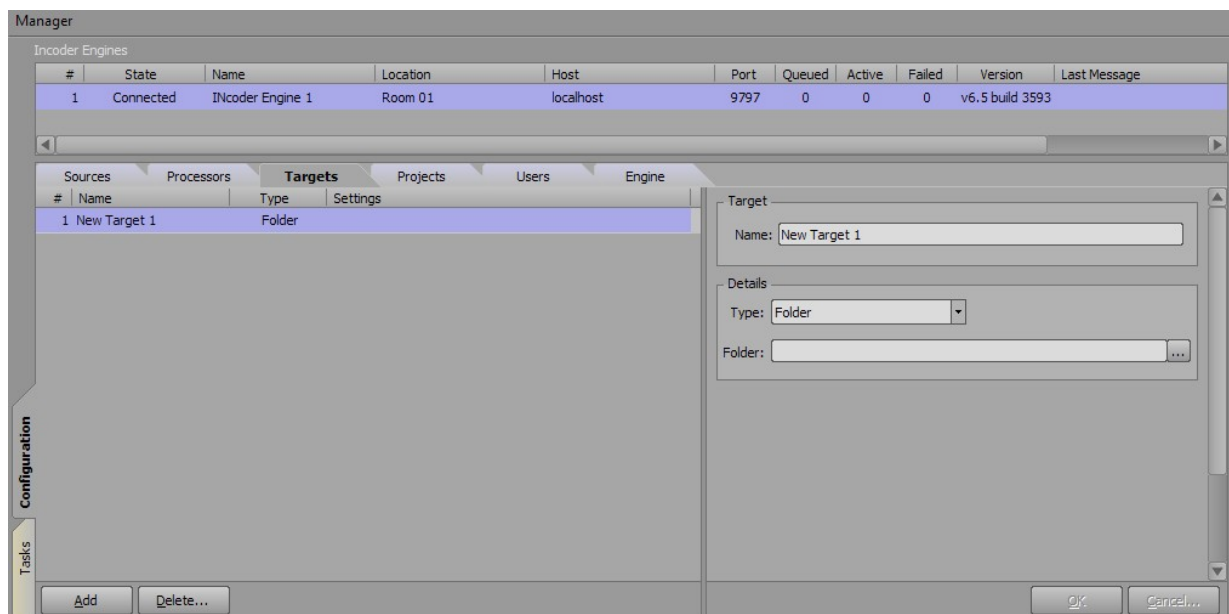 Manager
Incoder Engines
# State Name Location Host Port Queued Active Failed Version Last Message
1 Connected INcoder Engine 1 Room 01 localhost 9797 0 0 0 v6.5 build 3593
Sources Processors Targets Projects Users Engine
# Name Type Settings
1 New Target 1 Folder
Target
Name: New Target 1
Details
Type: Folder
Folder: ...
Configuration
Tasks
Add Delete... OK Cancel...